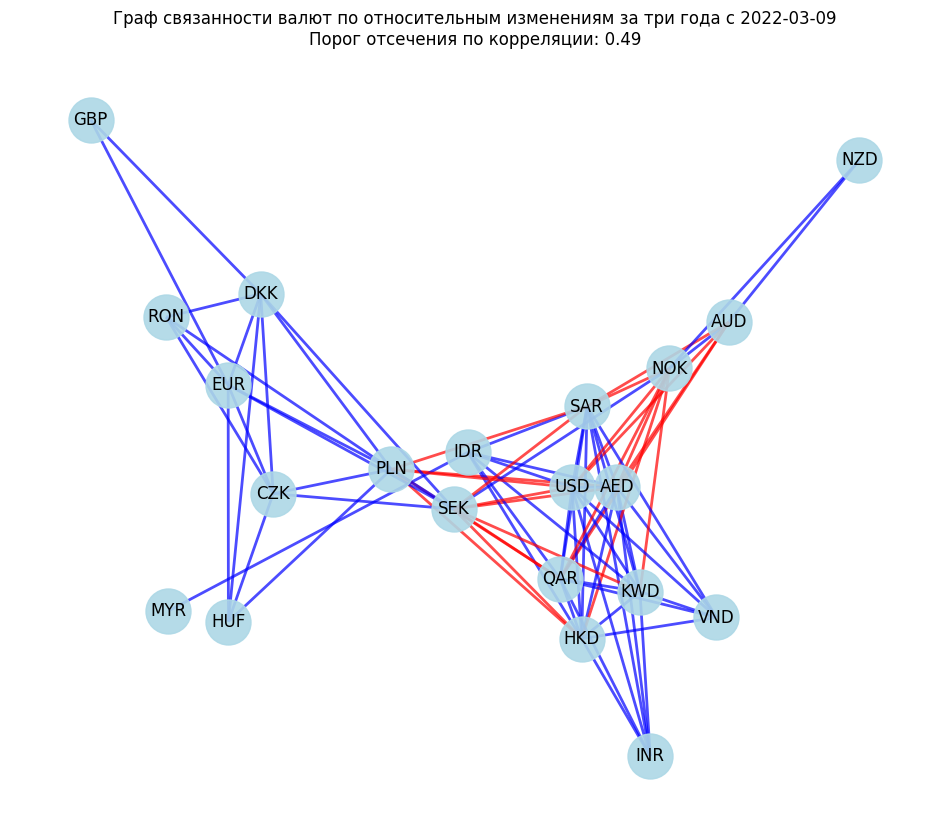 Граф связанности валют по относительным изменениям за три года с 2022-03-09
Порог отсечения по корреляции: 0.49
GBP
NZD
DKK
RON
AUD
NOK
EUR
SAR
IDR
PLN
USD
AED
CZK
SEK
QAR
KWD
MYR
HUF
VND
HKD
INR